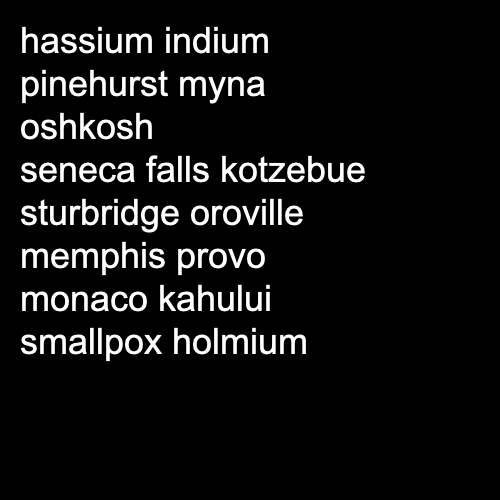 hassium indium
pinehurst myna
oshkosh
seneca falls kotzebue
sturbridge oroville
memphis provo
monaco kahului
smallpox holmium